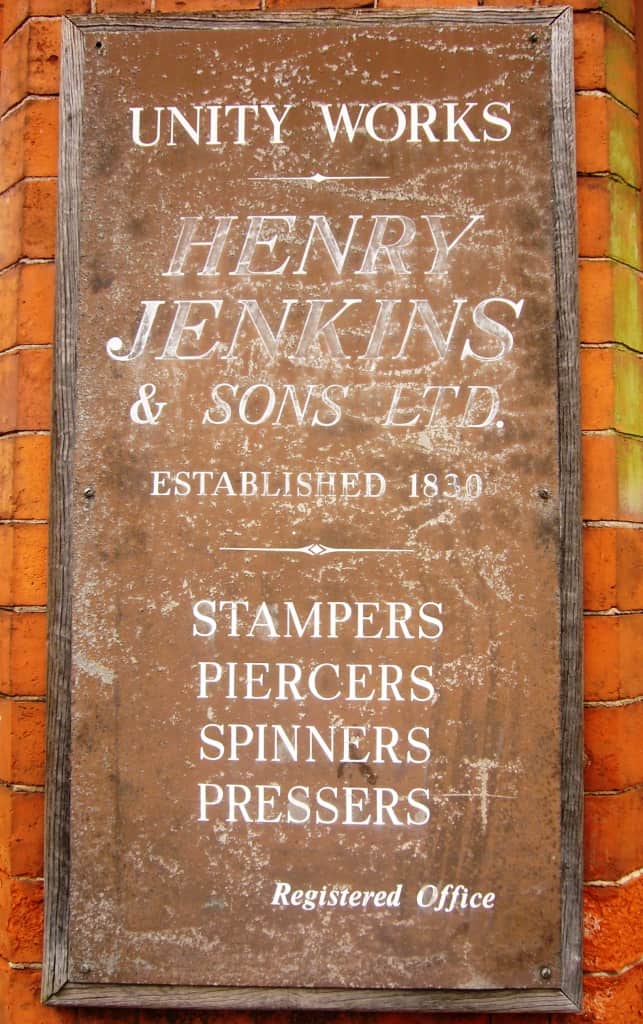 UNITY WORKS
HENRY
JENKINS
& SONS LTD.
ESTABLISHED 1830
STAMPERS
PIERCERS
SPINNERS
PRESSERS
Registered Office